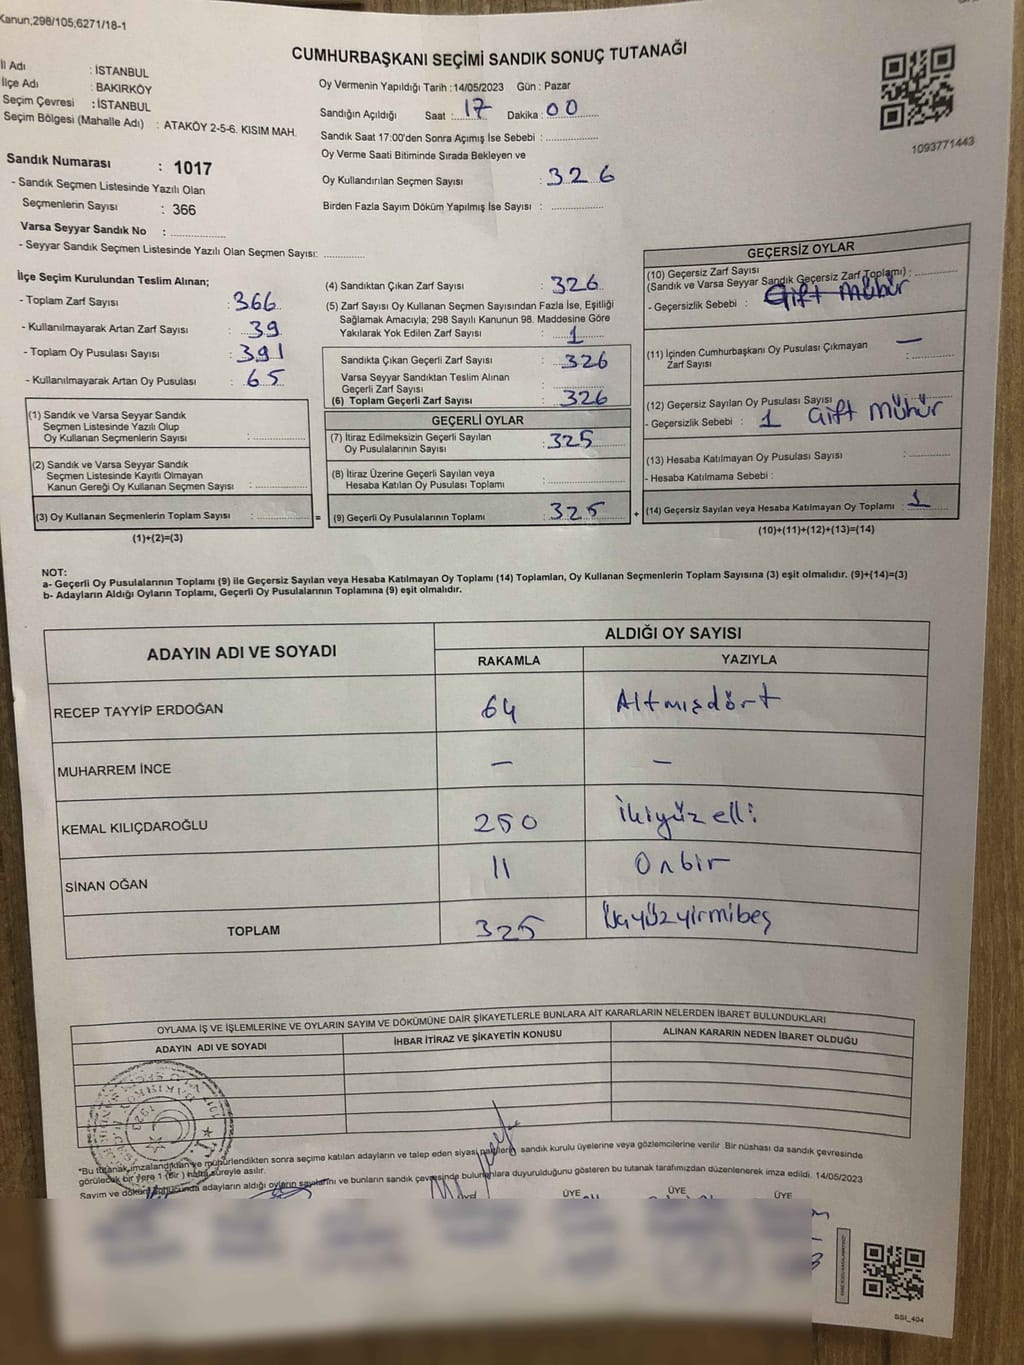 Kanun;298/105;6271/18-1
CUMHURBAŞKANI SEÇİMİ SANDIK SONUÇ TUTANAĞI
İl Adı : İSTANBUL
İlçe Adı : BAKIRKÖY
Seçim Çevresi : İSTANBUL
Seçim Bölgesi (Mahalle Adı) : ATAKÖY 2-5-6. KISIM MAH.
Oy Vermenin Yapıldığı Tarih : 14/05/2023 Gün : Pazar
Sandığın Açıldığı Saat : 17 Dakika : 00
Sandık Saat 17:00'den Sonra Açımış İse Sebebi :
Oy Verme Saati Bitiminde Sırada Bekleyen ve
Oy Kullandırılan Seçmen Sayısı : 326
Birden Fazla Sayım Döküm Yapılmış İse Sayısı :
1093771443
Sandık Numarası : 1017
- Sandık Seçmen Listesinde Yazılı Olan
Seçmenlerin Sayısı : 366
Varsa Seyyar Sandık No :
- Seyyar Sandık Seçmen Listesinde Yazılı Olan Seçmen Sayısı:
İlçe Seçim Kurulundan Teslim Alınan;
- Toplam Zarf Sayısı : 366
- Kullanılmayarak Artan Zarf Sayısı : 39
- Toplam Oy Pusulası Sayısı : 391
- Kullanılmayarak Artan Oy Pusulası : 65
(1) Sandık ve Varsa Seyyar Sandık
Seçmen Listesinde Yazılı Olup
Oy Kullanan Seçmenlerin Sayısı :
(2) Sandık ve Varsa Seyyar Sandık
Seçmen Listesinde Kayıtlı Olmayan
Kanun Gereği Oy Kullanan Seçmen Sayısı :
(3) Oy Kullanan Seçmenlerin Toplam Sayısı : =
(1)+(2)=(3)
(4) Sandıktan Çıkan Zarf Sayısı : 326
(5) Zarf Sayısı Oy Kullanan Seçmen Sayısından Fazla İse, Eşitliği
Sağlamak Amacıyla; 298 Sayılı Kanunun 98. Maddesine Göre
Yakılarak Yok Edilen Zarf Sayısı : 1
Sandıkta Çıkan Geçerli Zarf Sayısı : 326
Varsa Seyyar Sandıktan Teslim Alınan
Geçerli Zarf Sayısı :
(6) Toplam Geçerli Zarf Sayısı : 326
GEÇERLİ OYLAR
(7) İtiraz Edilmeksizin Geçerli Sayılan
Oy Pusulalarının Sayısı : 325
(8) İtiraz Üzerine Geçerli Sayılan veya
Hesaba Katılan Oy Pusulası Toplamı :
(9) Geçerli Oy Pusulalarının Toplamı : 325 +
GEÇERSİZ OYLAR
(10) Geçersiz Zarf Sayısı
(Sandık ve Varsa Seyyar Sandık Geçersiz Zarf Toplamı) :
- Geçersizlik Sebebi : Gift Mühür
(11) İçinden Cumhurbaşkanı Oy Pusulası Çıkmayan
Zarf Sayısı : —
(12) Geçersiz Sayılan Oy Pusulası Sayısı :
- Geçersizlik Sebebi : 1 Gift Mühür
(13) Hesaba Katılmayan Oy Pusulası Sayısı :
- Hesaba Katılmama Sebebi :
(14) Geçersiz Sayılan veya Hesaba Katılmayan Oy Toplamı : 1
(10)+(11)+(12)+(13)=(14)
NOT:
a- Geçerli Oy Pusulalarının Toplamı (9) ile Geçersiz Sayılan veya Hesaba Katılmayan Oy Toplamı (14) Toplamları, Oy Kullanan Seçmenlerin Toplam Sayısına (3) eşit olmalıdır. (9)+(14)=(3)
b- Adayların Aldığı Oyların Toplamı, Geçerli Oy Pusulalarının Toplamına (9) eşit olmalıdır.
ADAYIN ADI VE SOYADI ALDIĞI OY SAYISI
RAKAMLA YAZIYLA
RECEP TAYYİP ERDOĞAN 64 Altmışdört
MUHARREM İNCE — —
KEMAL KILIÇDAROĞLU 250 İkiyüz elli
SİNAN OĞAN 11 Onbir
TOPLAM 325 Üçyüzyirmibeş
OYLAMA İŞ VE İŞLEMLERİNE VE OYLARIN SAYIM VE DÖKÜMÜNE DAİR ŞİKAYETLERLE BUNLARA AİT KARARLARIN NELERDEN İBARET BULUNDUKLARI
ADAYIN ADI VE SOYADI İHBAR İTİRAZ VE ŞİKAYETİN KONUSU ALINAN KARARIN NEDEN İBARET OLDUĞU
*Bu tutanak imzalandıktan ve mühürlendikten sonra seçime katılan adayların ve talep eden siyasi partilerin sandık kurulu üyelerine veya gözlemcilerine verilir. Bir nüshası da sandık çevresinde
görülecek bir yere 1 (bir) hafta süreyle asılır.
Sayım ve döküm sonucunda adayların aldığı oyların sayılarını ve bunların sandık çevresinde bulunanlara duyurulduğunu gösteren bu tutanak tarafımızdan düzenlenerek imza edildi. 14/05/2023
ÜYE ÜYE ÜYE
SSI_404